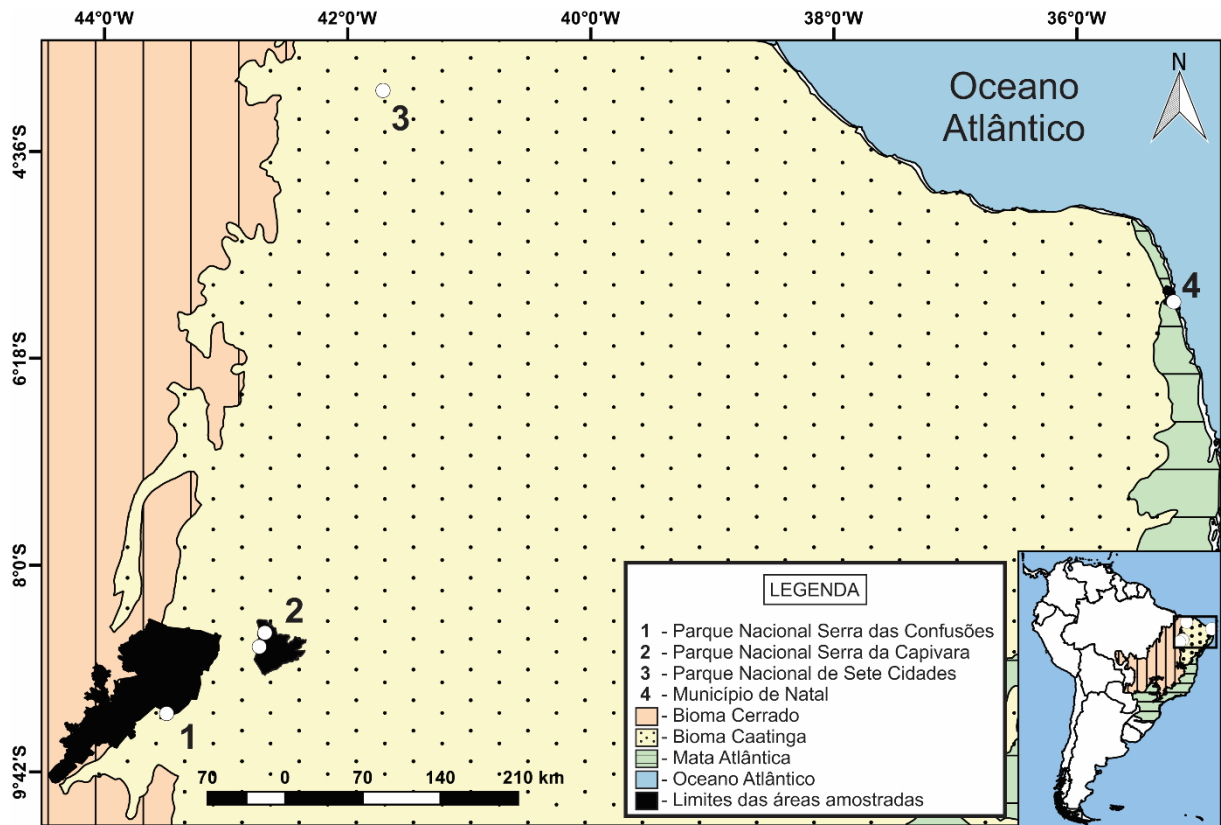 44°0'W 42°0'W 40°0'W 38°0'W 36°0'W
Oceano
Atlântico
N
3
4°36'S
4
6°18'S
8°0'S
2
1
9°42'S
70 0 70 140 210 km
LEGENDA
1 - Parque Nacional Serra das Confusões
2 - Parque Nacional Serra da Capivara
3 - Parque Nacional de Sete Cidades
4 - Município de Natal
- Bioma Cerrado
- Bioma Caatinga
- Mata Atlântica
- Oceano Atlântico
- Limites das áreas amostradas